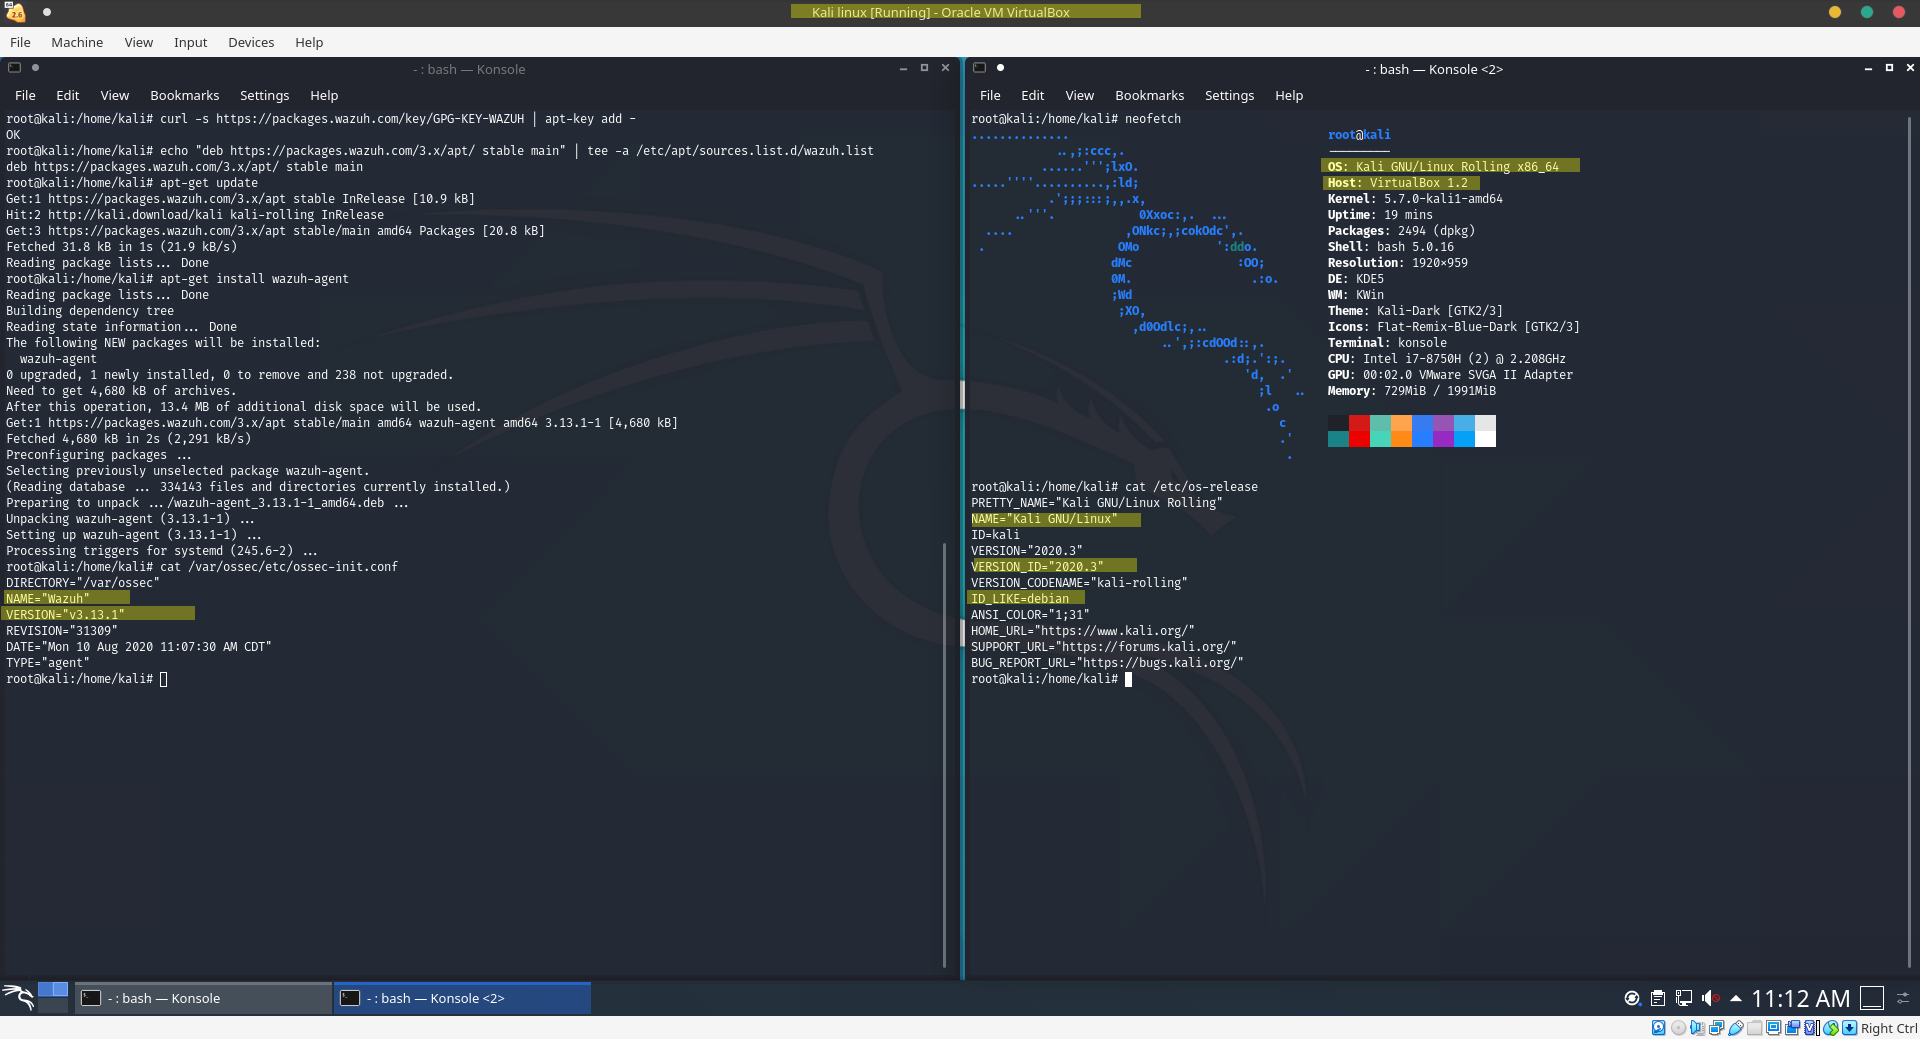 Kali linux [Running] - Oracle VM VirtualBox
File Machine View Input Devices Help
- : bash — Konsole
File Edit View Bookmarks Settings Help
root@kali:/home/kali# curl -s https://packages.wazuh.com/key/GPG-KEY-WAZUH | apt-key add -
OK
root@kali:/home/kali# echo "deb https://packages.wazuh.com/3.x/apt/ stable main" | tee -a /etc/apt/sources.list.d/wazuh.list
deb https://packages.wazuh.com/3.x/apt/ stable main
root@kali:/home/kali# apt-get update
Get:1 https://packages.wazuh.com/3.x/apt stable InRelease [10.9 kB]
Hit:2 http://kali.download/kali kali-rolling InRelease
Get:3 https://packages.wazuh.com/3.x/apt stable/main amd64 Packages [20.8 kB]
Fetched 31.8 kB in 1s (21.9 kB/s)
Reading package lists... Done
root@kali:/home/kali# apt-get install wazuh-agent
Reading package lists... Done
Building dependency tree
Reading state information... Done
The following NEW packages will be installed:
wazuh-agent
0 upgraded, 1 newly installed, 0 to remove and 238 not upgraded.
Need to get 4,680 kB of archives.
After this operation, 13.4 MB of additional disk space will be used.
Get:1 https://packages.wazuh.com/3.x/apt stable/main amd64 wazuh-agent amd64 3.13.1-1 [4,680 kB]
Fetched 4,680 kB in 2s (2,291 kB/s)
Preconfiguring packages ...
Selecting previously unselected package wazuh-agent.
(Reading database ... 334143 files and directories currently installed.)
Preparing to unpack .../wazuh-agent_3.13.1-1_amd64.deb ...
Unpacking wazuh-agent (3.13.1-1) ...
Setting up wazuh-agent (3.13.1-1) ...
Processing triggers for systemd (245.6-2) ...
root@kali:/home/kali# cat /var/ossec/etc/ossec-init.conf
DIRECTORY="/var/ossec"
NAME="Wazuh"
VERSION="v3.13.1"
REVISION="31309"
DATE="Mon 10 Aug 2020 11:07:30 AM CDT"
TYPE="agent"
root@kali:/home/kali#
- : bash — Konsole <2>
File Edit View Bookmarks Settings Help
root@kali:/home/kali# neofetch
root@kali
OS: Kali GNU/Linux Rolling x86_64
Host: VirtualBox 1.2
Kernel: 5.7.0-kali1-amd64
Uptime: 19 mins
Packages: 2494 (dpkg)
Shell: bash 5.0.16
Resolution: 1920×959
DE: KDE5
WM: KWin
Theme: Kali-Dark [GTK2/3]
Icons: Flat-Remix-Blue-Dark [GTK2/3]
Terminal: konsole
CPU: Intel i7-8750H (2) @ 2.208GHz
GPU: 00:02.0 VMware SVGA II Adapter
Memory: 729MiB / 1991MiB
root@kali:/home/kali# cat /etc/os-release
PRETTY_NAME="Kali GNU/Linux Rolling"
NAME="Kali GNU/Linux"
ID=kali
VERSION="2020.3"
VERSION_ID="2020.3"
VERSION_CODENAME="kali-rolling"
ID_LIKE=debian
ANSI_COLOR="1;31"
HOME_URL="https://www.kali.org/"
SUPPORT_URL="https://forums.kali.org/"
BUG_REPORT_URL="https://bugs.kali.org/"
root@kali:/home/kali#
- : bash — Konsole
- : bash — Konsole <2>
11:12 AM
Right Ctrl